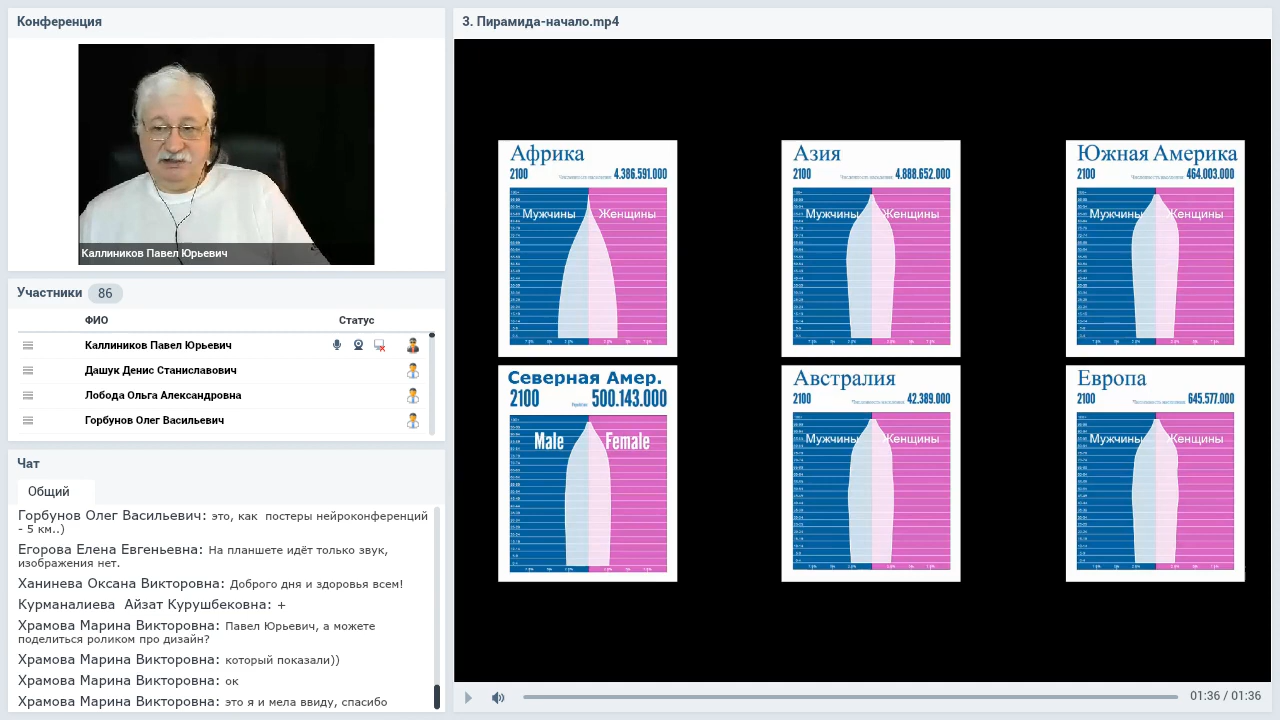 Конференция
Каллиников Павел Юрьевич
Участники 86
ФИО Статус
Каллиников Павел Юрьевич
Дашук Денис Станиславович
Лобода Ольга Александровна
Горбунов Олег Васильевич
Чат
Общий
Горбунов Олег Васильевич: это, как постеры нейроконференций
- 5 км. )
Егорова Елена Евгеньевна: На планшете идёт только звук,
изображения нет.
Ханинева Оксана Викторовна: Доброго дня и здоровья всем!
Курманалиева Айзат Курушбековна: +
Храмова Марина Викторовна: Павел Юрьевич, а можете
поделиться роликом про дизайн?
Храмова Марина Викторовна: который показали))
Храмова Марина Викторовна: ок
Храмова Марина Викторовна: это я и мела ввиду, спасибо
3. Пирамида-начало.mp4
Африка
2100 4.386.591.000
Мужчины Женщины
Азия
2100 4.888.652.000
Мужчины Женщины
Южная Америка
2100 464.003.000
Мужчины Женщины
Северная Амер.
2100 500.143.000
Male Female
Австралия
2100 42.389.000
Мужчины Женщины
Европа
2100 645.577.000
Мужчины Женщины
01:36 / 01:36